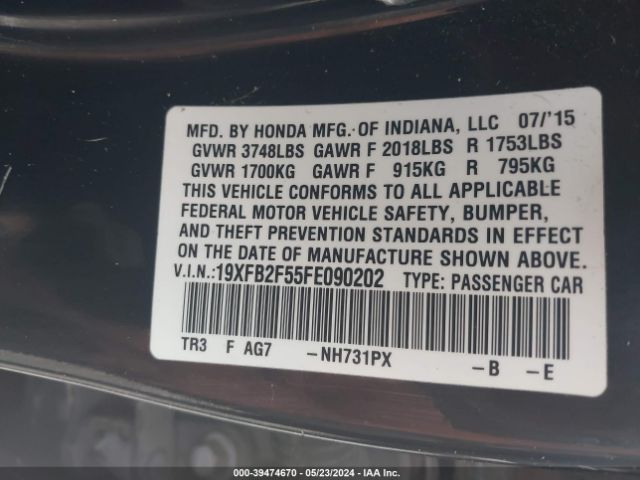 MFD. BY HONDA MFG. OF INDIANA, LLC 07/'15
GVWR 3748LBS GAWR F 2018LBS R 1753LBS
GVWR 1700KG GAWR F 915KG R 795KG
THIS VEHICLE CONFORMS TO ALL APPLICABLE
FEDERAL MOTOR VEHICLE SAFETY, BUMPER,
AND THEFT PREVENTION STANDARDS IN EFFECT
ON THE DATE OF MANUFACTURE SHOWN ABOVE.
V.I.N.:19XFB2F55FE090202 TYPE: PASSENGER CAR
TR3 F AG7 -NH731PX -B -E
000-39474670 - 05/23/2024 - IAA Inc.